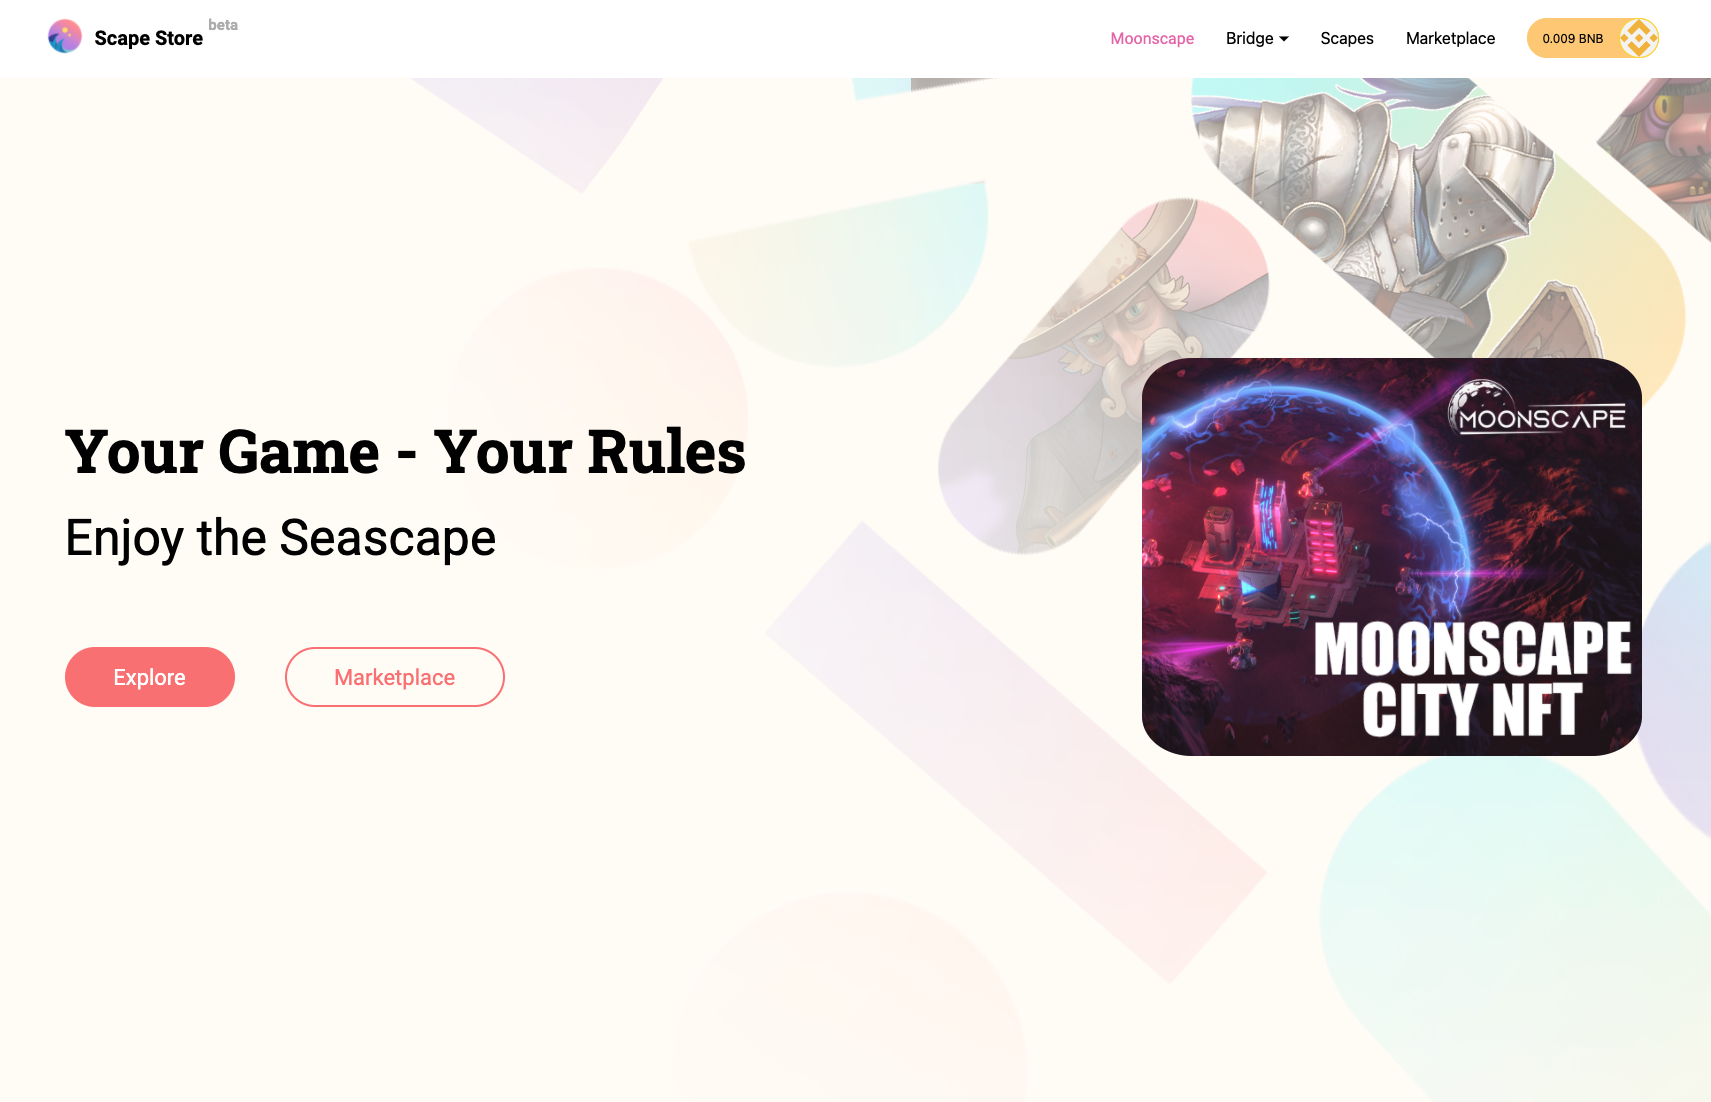 Scape Store beta
Moonscape
Bridge
Scapes
Marketplace
0.009 BNB
Your Game - Your Rules
Enjoy the Seascape
Explore
Marketplace
MOONSCAPE
MOONSCAPE
CITY NFT